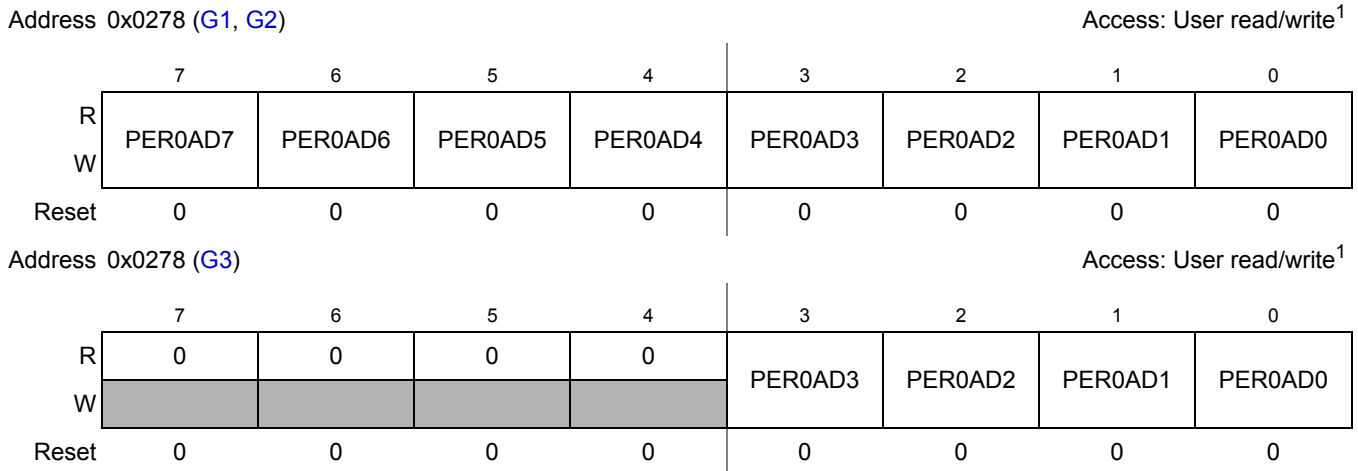 Address 0x0278 (G1, G2) Access: User read/write1
7 6 5 4 3 2 1 0
R
W
PER0AD7 PER0AD6 PER0AD5 PER0AD4 PER0AD3 PER0AD2 PER0AD1 PER0AD0
Reset 0 0 0 0 0 0 0 0
Address 0x0278 (G3) Access: User read/write1
7 6 5 4 3 2 1 0
R 0 0 0 0
PER0AD3 PER0AD2 PER0AD1 PER0AD0
W
Reset 0 0 0 0 0 0 0 0